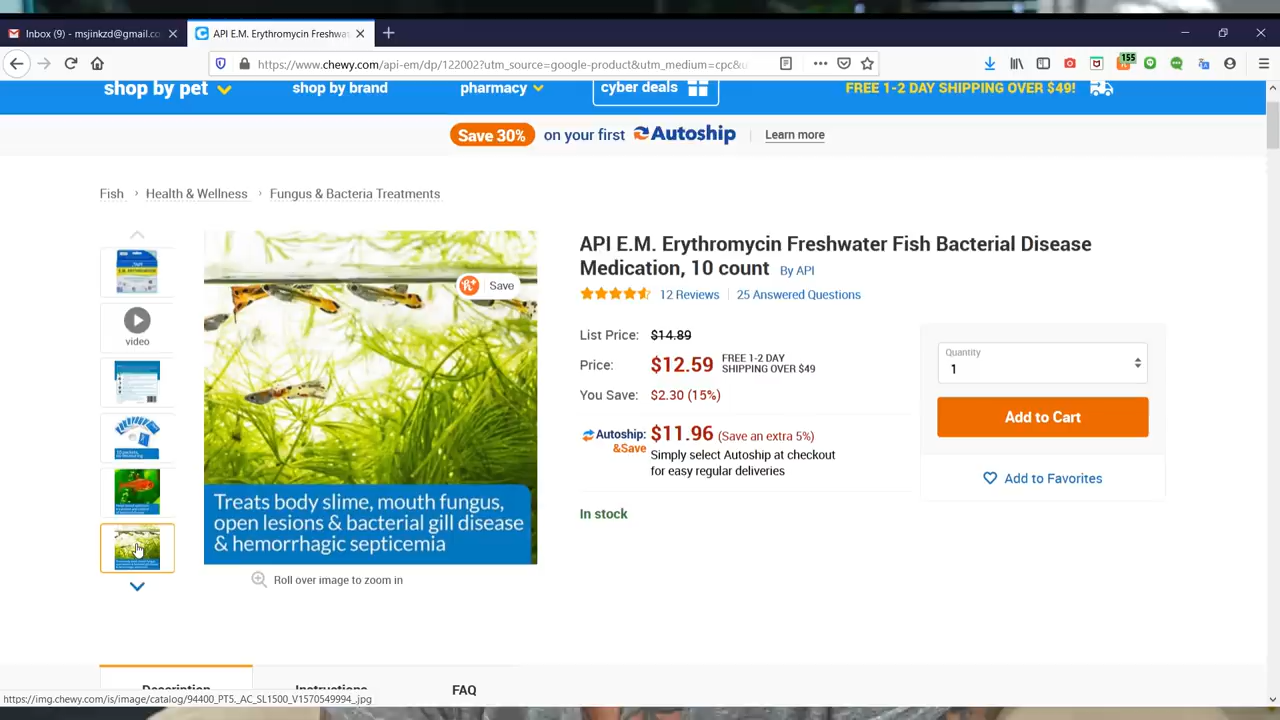 Inbox (9) - msjinkzd@gmail.co
API E.M. Erythromycin Freshwat
https://www.chewy.com/api-em/dp/122002?utm_source=google-product&utm_medium=cpc&u
155
shop by pet
shop by brand
pharmacy
cyber deals
FREE 1-2 DAY SHIPPING OVER $49!
Save 30% on your first Autoship
Learn more
Fish › Health & Wellness › Fungus & Bacteria Treatments
video
Save
Treats body slime, mouth fungus,
open lesions & bacterial gill disease
& hemorrhagic septicemia
Roll over image to zoom in
API E.M. Erythromycin Freshwater Fish Bacterial Disease
Medication, 10 count By API
12 Reviews
25 Answered Questions
List Price: $14.89
Price: $12.59 FREE 1-2 DAY
SHIPPING OVER $49
You Save: $2.30 (15%)
Autoship: $11.96 (Save an extra 5%)
&Save Simply select Autoship at checkout
for easy regular deliveries
In stock
Quantity
1
Add to Cart
Add to Favorites
Description
Instructions
FAQ
https://img.chewy.com/is/image/catalog/94400_PT5._AC_SL1500_V1570549994_.jpg